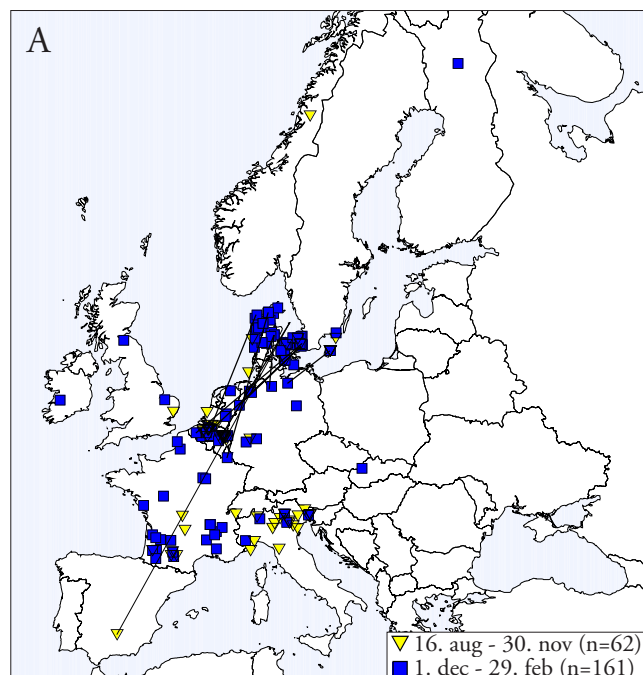 A
16. aug - 30. nov (n=62)
1. dec - 29. feb (n=161)